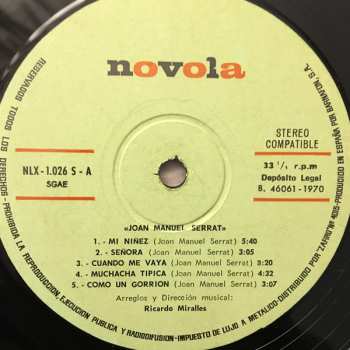 novola
NLX-1.026 S - A
SGAE
STEREO
COMPATIBLE
33 1/3 r.p.m
Depósito Legal
B. 46061-1970
«JOAN MANUEL SERRAT»
1.- MI NIÑEZ (Joan Manuel Serrat) 5:40
2.- SEÑORA (Joan Manuel Serrat) 3:05
3.- CUANDO ME VAYA (Joan Manuel Serrat) 3:20
4.- MUCHACHA TIPICA (Joan Manuel Serrat) 4:32
5.- COMO UN GORRION (Joan Manuel Serrat) 3:07
Arreglos y Dirección musical:
Ricardo Miralles
RESERVADOS TODOS LOS DERECHOS - PROHIBIDA LA REPRODUCCION, EJECUCION PUBLICA Y RADIODIFUSION - IMPUESTO DE LUJO A METALICO - DISTRIBUIDO POR "ZAFIRO" - PRODUCIDO EN ESPAÑA POR